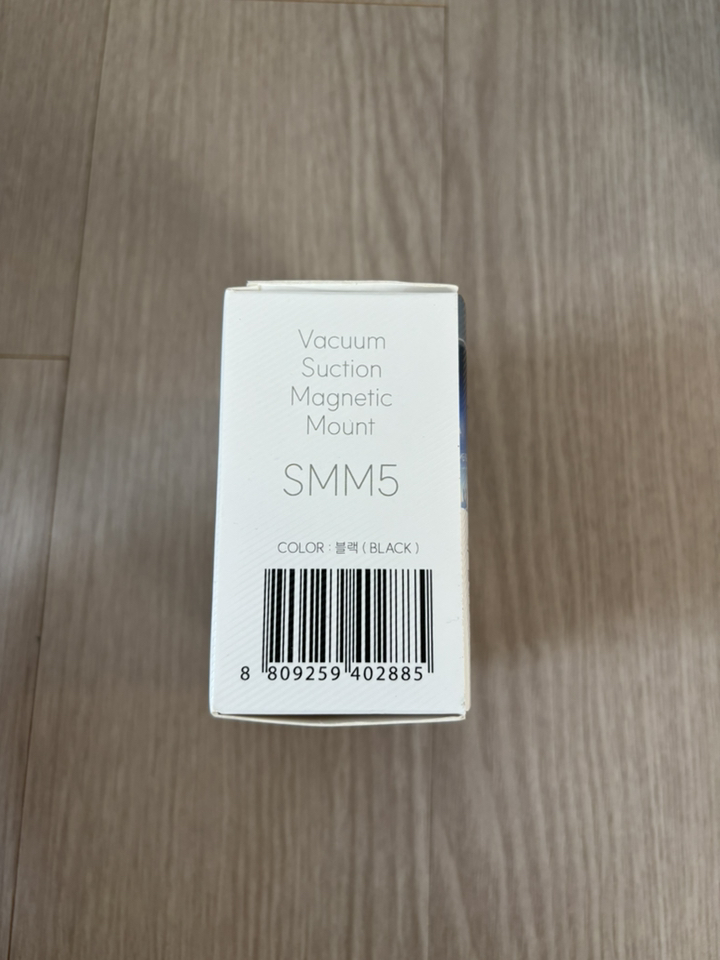 Vacuum
Suction
Magnetic
Mount
SMM5
COLOR : 블랙 ( BLACK )
8 809259 402885